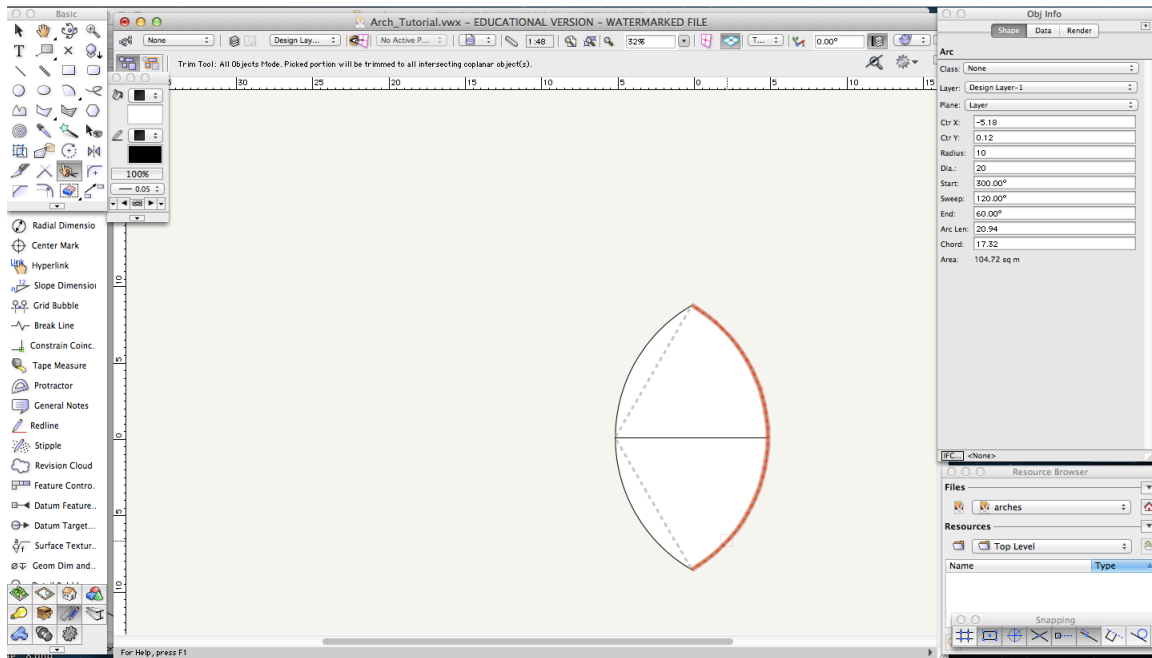 Basic
Arch_Tutorial.vwx – EDUCATIONAL VERSION – WATERMARKED FILE
None
Design Lay...
No Active P...
1:48
32%
T...
0.00°
Trim Tool: All Objects Mode. Picked portion will be trimmed to all intersecting coplanar object(s).
30
25
20
15
10
5
0
5
10
15
100%
0.05
Radial Dimensio
Center Mark
Hyperlink
Slope Dimension
Grid Bubble
Break Line
Constrain Coinc.
Tape Measure
Protractor
General Notes
Redline
Stipple
Revision Cloud
Feature Contro.
Datum Feature..
Datum Target...
Surface Textur..
Geom Dim and..
10
5
0
5
10
For Help, press F1
Obj Info
Shape
Data
Render
Arc
Class: None
Layer: Design Layer-1
Plane: Layer
Ctr X: -5.18
Ctr Y: 0.12
Radius: 10
Dia.: 20
Start: 300.00°
Sweep: 120.00°
End: 60.00°
Arc Len: 20.94
Chord: 17.32
Area: 104.72 sq m
IFC... <None>
Resource Browser
Files
arches
Resources
Top Level
Name Type
Snapping